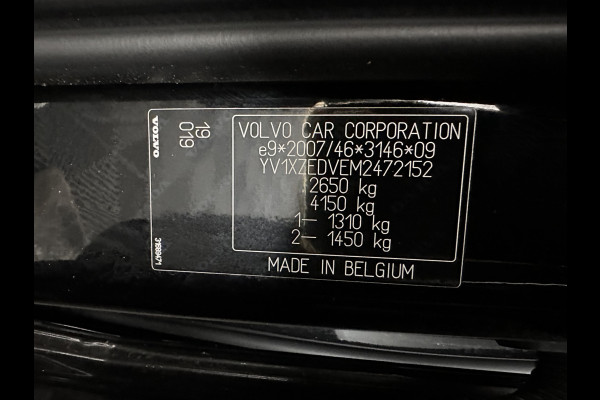 VOLVO
19
019
31689471
VOLVO CAR CORPORATION
e9*2007/46*3146*09
YV1XZEDVEM2472152
2650 kg
4150 kg
1— 1310 kg
2— 1450 kg
MADE IN BELGIUM